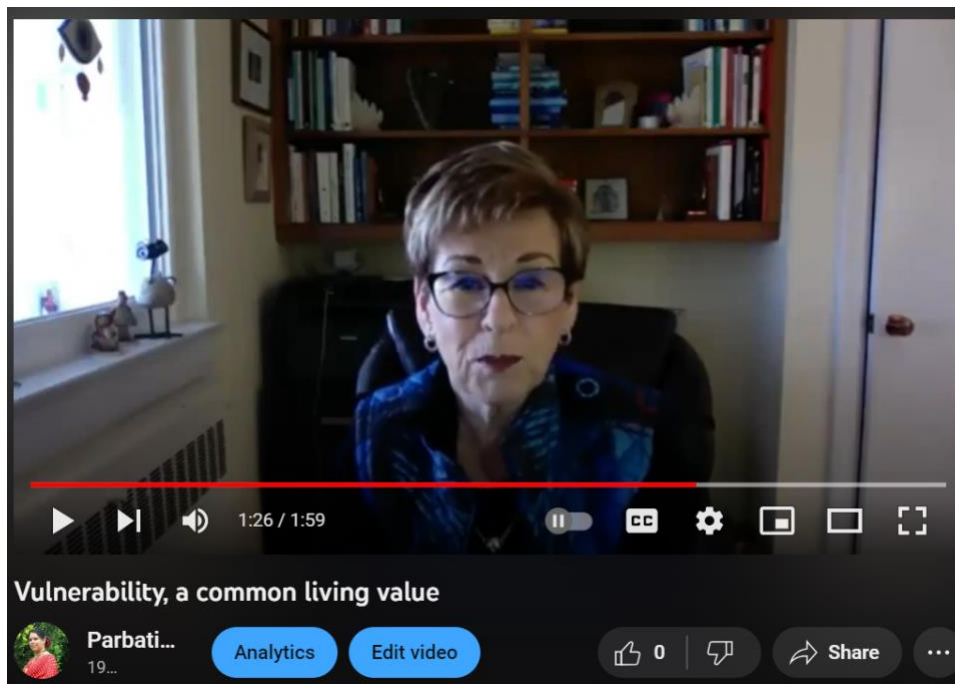 1:26 / 1:59
CC
Vulnerability, a common living value
Parbati...
19...
Analytics
Edit video
0
Share
...